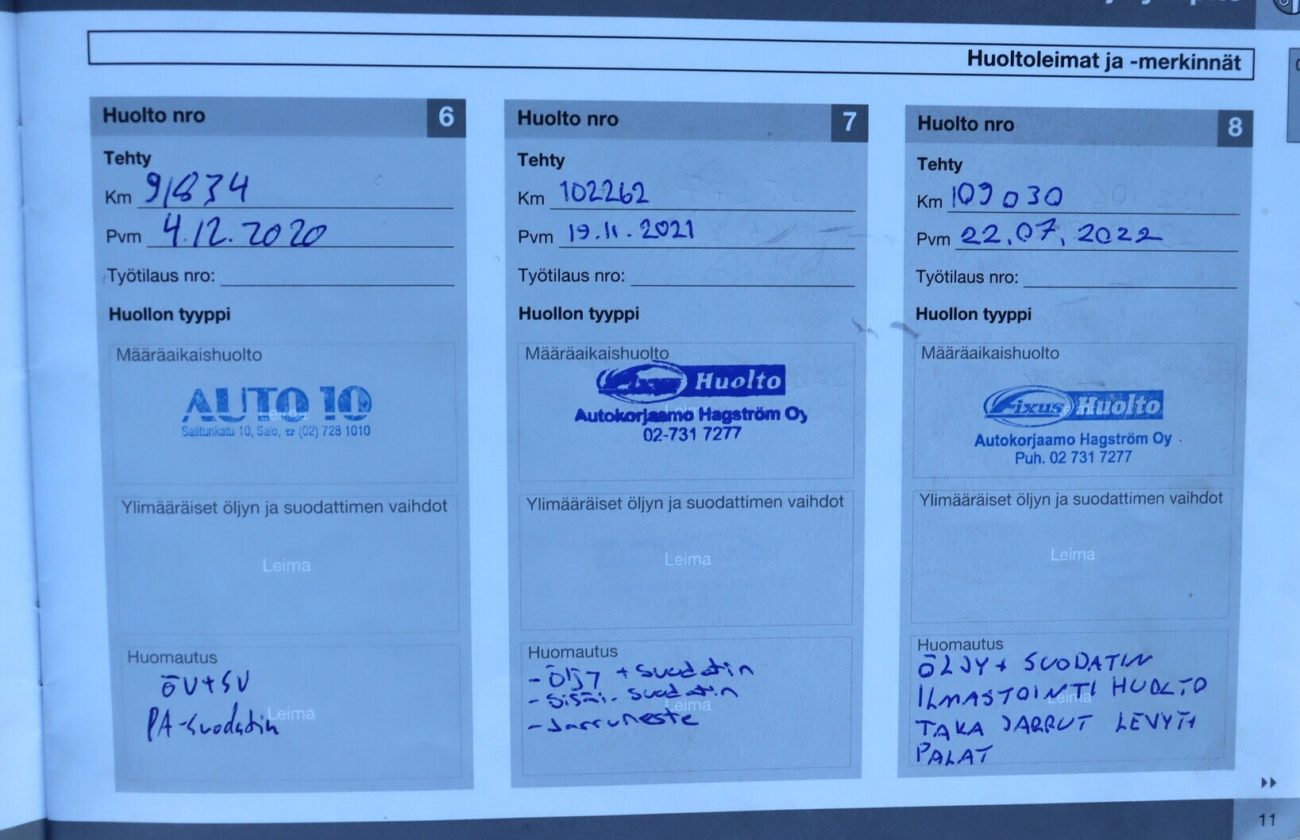 Huoltoleimat ja -merkinnät
Huolto nro 6
Tehty
Km 91834
Pvm 4.12.2020
Työtilaus nro:
Huollon tyyppi
Määräaikaishuolto
AUTO 10
Salitunkatu 10, Salo, ☎ (02) 728 1010
Ylimääräiset öljyn ja suodattimen vaihdot
Leima
Huomautus
ÖV+SV
Leima
PA-suodatin
Huolto nro 7
Tehty
Km 102262
Pvm 19.11.2021
Työtilaus nro:
Huollon tyyppi
Määräaikaishuolto
Fixus Huolto
Autokorjaamo Hagström Oy
02-731 7277
Ylimääräiset öljyn ja suodattimen vaihdot
Leima
Huomautus
-Öljy + suodatin
-Sisäi-suodatin
Leima
-Jarruneste
Huolto nro 8
Tehty
Km 109030
Pvm 22.07.2022
Työtilaus nro:
Huollon tyyppi
Määräaikaishuolto
Fixus Huolto
Autokorjaamo Hagström Oy
Puh. 02 731 7277
Ylimääräiset öljyn ja suodattimen vaihdot
Leima
Huomautus
ÖLJY+ SUODATIN
ILMASTOINTI HUOLTO
Leima
TAKA JARRUT LEVYT+
PALAT
11